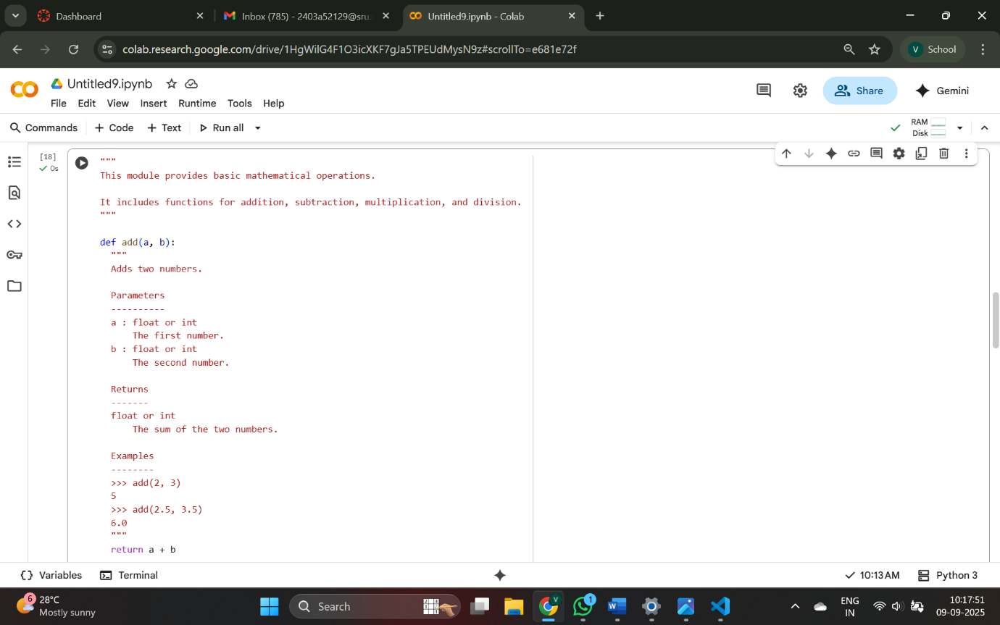 Dashboard
Inbox (785) - 2403a52129@sru.
Untitled9.ipynb - Colab
colab.research.google.com/drive/1HgWilG4F1O3icXKF7gJa5TPEUdMysN9z#scrollTo=e681e72f
V School
Untitled9.ipynb
File Edit View Insert Runtime Tools Help
Share
Gemini
Commands + Code + Text Run all
RAM
Disk
[18]
0s
"""
This module provides basic mathematical operations.
It includes functions for addition, subtraction, multiplication, and division.
"""
def add(a, b):
"""
Adds two numbers.
Parameters
----------
a : float or int
The first number.
b : float or int
The second number.
Returns
-------
float or int
The sum of the two numbers.
Examples
--------
>>> add(2, 3)
5
>>> add(2.5, 3.5)
6.0
"""
return a + b
Variables Terminal
10:13 AM Python 3
6
28°C
Mostly sunny
Search
V
1
W
ENG
IN
10:17:51
09-09-2025